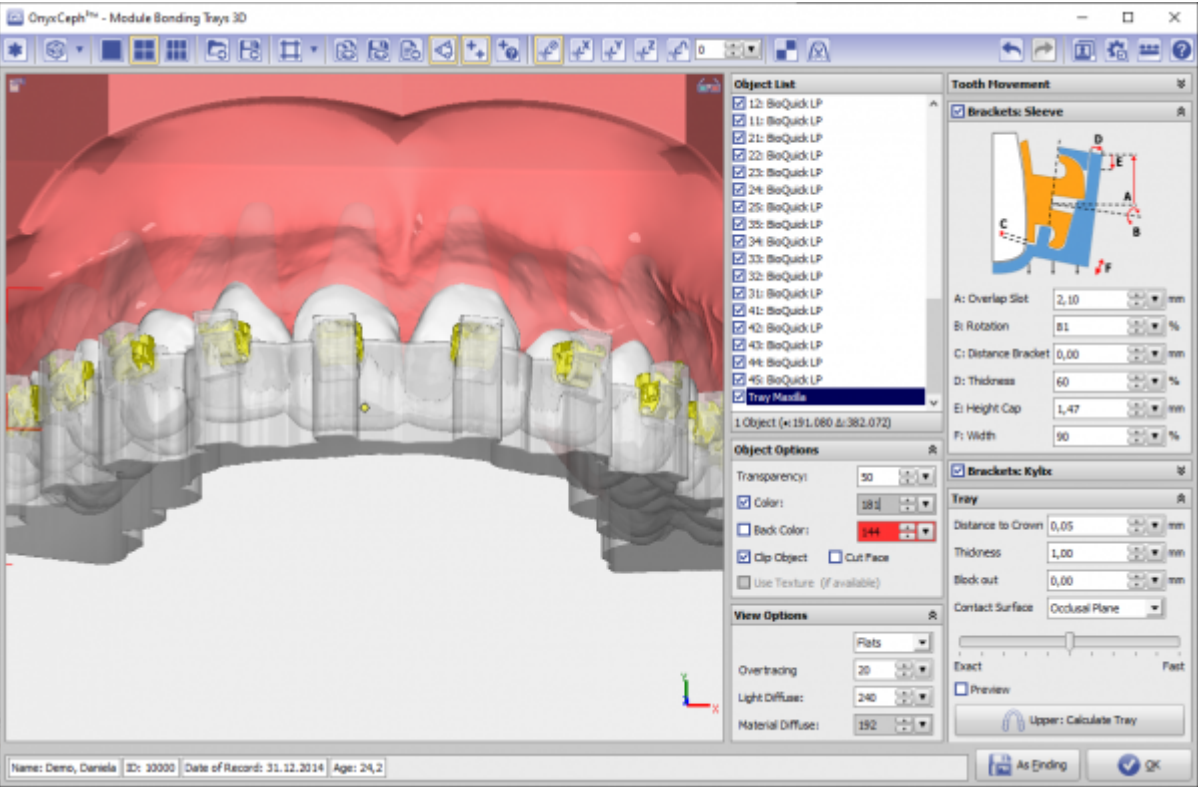 OnyxCeph³™ - Module Bonding Trays 3D
0
Object List
12: BioQuick LP
11: BioQuick LP
21: BioQuick LP
22: BioQuick LP
23: BioQuick LP
24: BioQuick LP
25: BioQuick LP
35: BioQuick LP
34: BioQuick LP
33: BioQuick LP
32: BioQuick LP
31: BioQuick LP
41: BioQuick LP
42: BioQuick LP
43: BioQuick LP
44: BioQuick LP
45: BioQuick LP
Tray Maxilla
1 Object (•:191.080 Δ:382.072)
Object Options
Transparency: 50
Color: 181
Back Color: 144
Clip Object Cut Face
Use Texture (if available)
View Options
Flats
Overtracing 20
Light Diffuse: 240
Material Diffuse: 192
Tooth Movement
Brackets: Sleeve
D
E
A
B
C
F
A: Overlap Slot 2,10 mm
B: Rotation 81 %
C: Distance Bracket 0,00 mm
D: Thickness 60 %
E: Height Cap 1,47 mm
F: Width 90 %
Brackets: Kylix
Tray
Distance to Crown 0,05 mm
Thickness 1,00 mm
Block out 0,00 mm
Contact Surface Occlusal Plane
Exact Fast
Preview
Upper: Calculate Tray
Y
X
Name: Demo, Daniela ID: 10000 Date of Record: 31.12.2014 Age: 24,2
As Finding OK